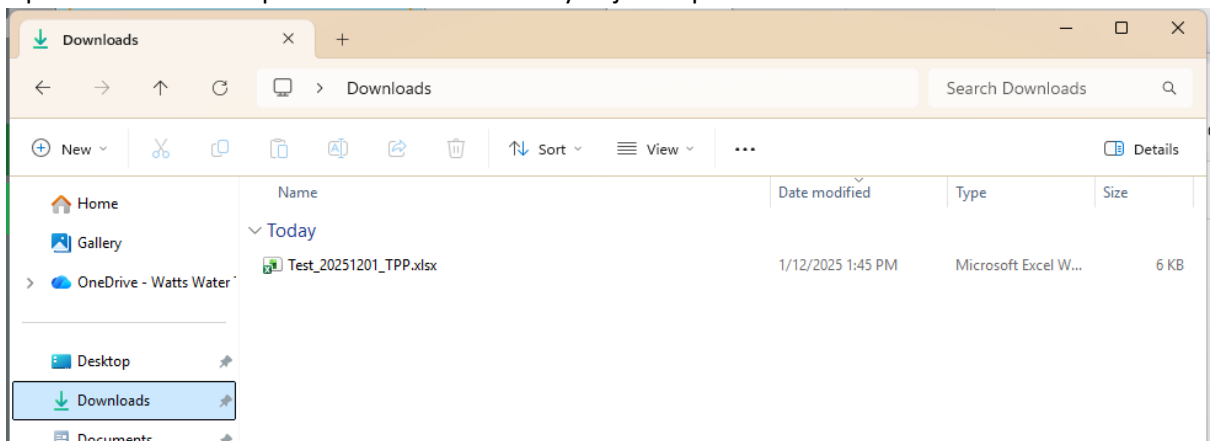 Downloads
Downloads
Search Downloads
New
Sort
View
Details
Home
Gallery
OneDrive - Watts Water
Desktop
Downloads
Documents
Name Date modified Type Size
Today
Test_20251201_TPP.xlsx 1/12/2025 1:45 PM Microsoft Excel W... 6 KB